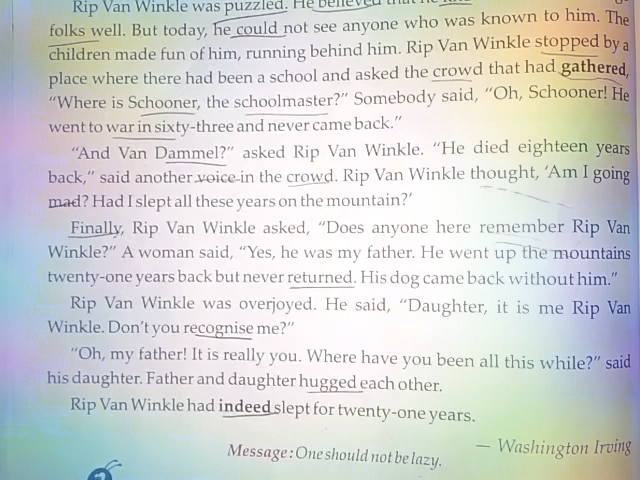 Rip Van Winkle was puzzled. He believed that he
folks well. But today, he could not see anyone who was known to him. The
children made fun of him, running behind him. Rip Van Winkle stopped by a
place where there had been a school and asked the crowd that had gathered,
“Where is Schooner, the schoolmaster?” Somebody said, “Oh, Schooner! He
went to war in sixty-three and never came back.”
“And Van Dammel?” asked Rip Van Winkle. “He died eighteen years
back,” said another voice in the crowd. Rip Van Winkle thought, ‘Am I going
mad? Had I slept all these years on the mountain?’
Finally, Rip Van Winkle asked, “Does anyone here remember Rip Van
Winkle?” A woman said, “Yes, he was my father. He went up the mountains
twenty-one years back but never returned. His dog came back without him.”
Rip Van Winkle was overjoyed. He said, “Daughter, it is me Rip Van
Winkle. Don’t you recognise me?”
“Oh, my father! It is really you. Where have you been all this while?” said
his daughter. Father and daughter hugged each other.
Rip Van Winkle had indeed slept for twenty-one years.
— Washington Irving
Message: One should not be lazy.